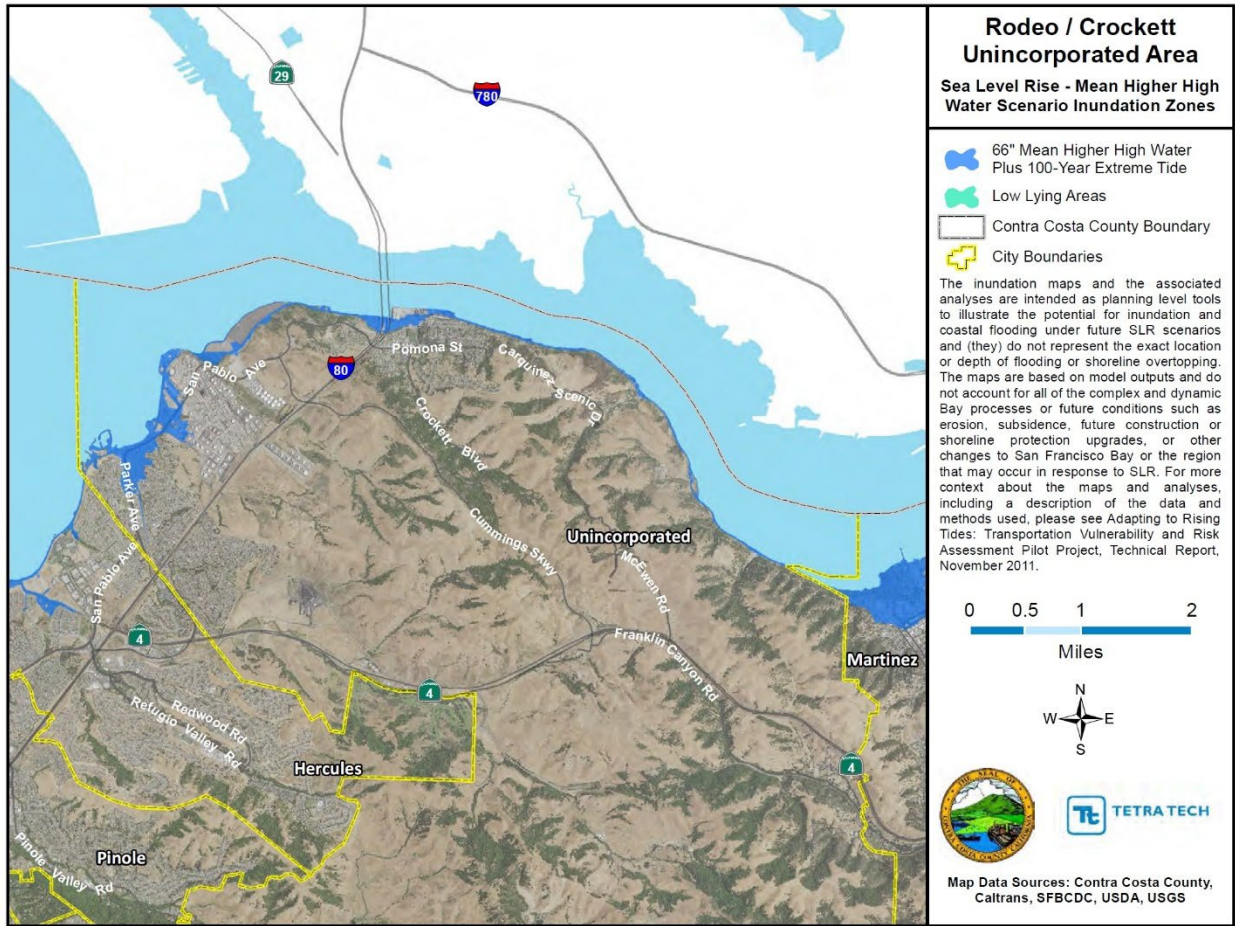 Rodeo / Crockett
Unincorporated Area
Sea Level Rise - Mean Higher High
Water Scenario Inundation Zones
66" Mean Higher High Water
Plus 100-Year Extreme Tide
Low Lying Areas
Contra Costa County Boundary
City Boundaries
The inundation maps and the associated
analyses are intended as planning level tools
to illustrate the potential for inundation and
coastal flooding under future SLR scenarios
and (they) do not represent the exact location
or depth of flooding or shoreline overtopping.
The maps are based on model outputs and do
not account for all of the complex and dynamic
Bay processes or future conditions such as
erosion, subsidence, future construction or
shoreline protection upgrades, or other
changes to San Francisco Bay or the region
that may occur in response to SLR. For more
context about the maps and analyses,
including a description of the data and
methods used, please see Adapting to Rising
Tides: Transportation Vulnerability and Risk
Assessment Pilot Project, Technical Report,
November 2011.
0 0.5 1 2
Miles
N
W E
S
THE SEAL OF
CONTRA COSTA COUNTY CALIFORNIA
Tt TETRA TECH
Map Data Sources: Contra Costa County,
Caltrans, SFBCDC, USDA, USGS
29
780
80
Pomona St
San Pablo Ave
Carquinez Scenic Dr
Crockett Blvd
Parker Ave
Cummings Skwy
Unincorporated
McEwen Rd
San Pablo Ave
4
Franklin Canyon Rd
Martinez
4
Redwood Rd
Refugio Valley Rd
Hercules
4
Pinole
Pinole Valley Rd